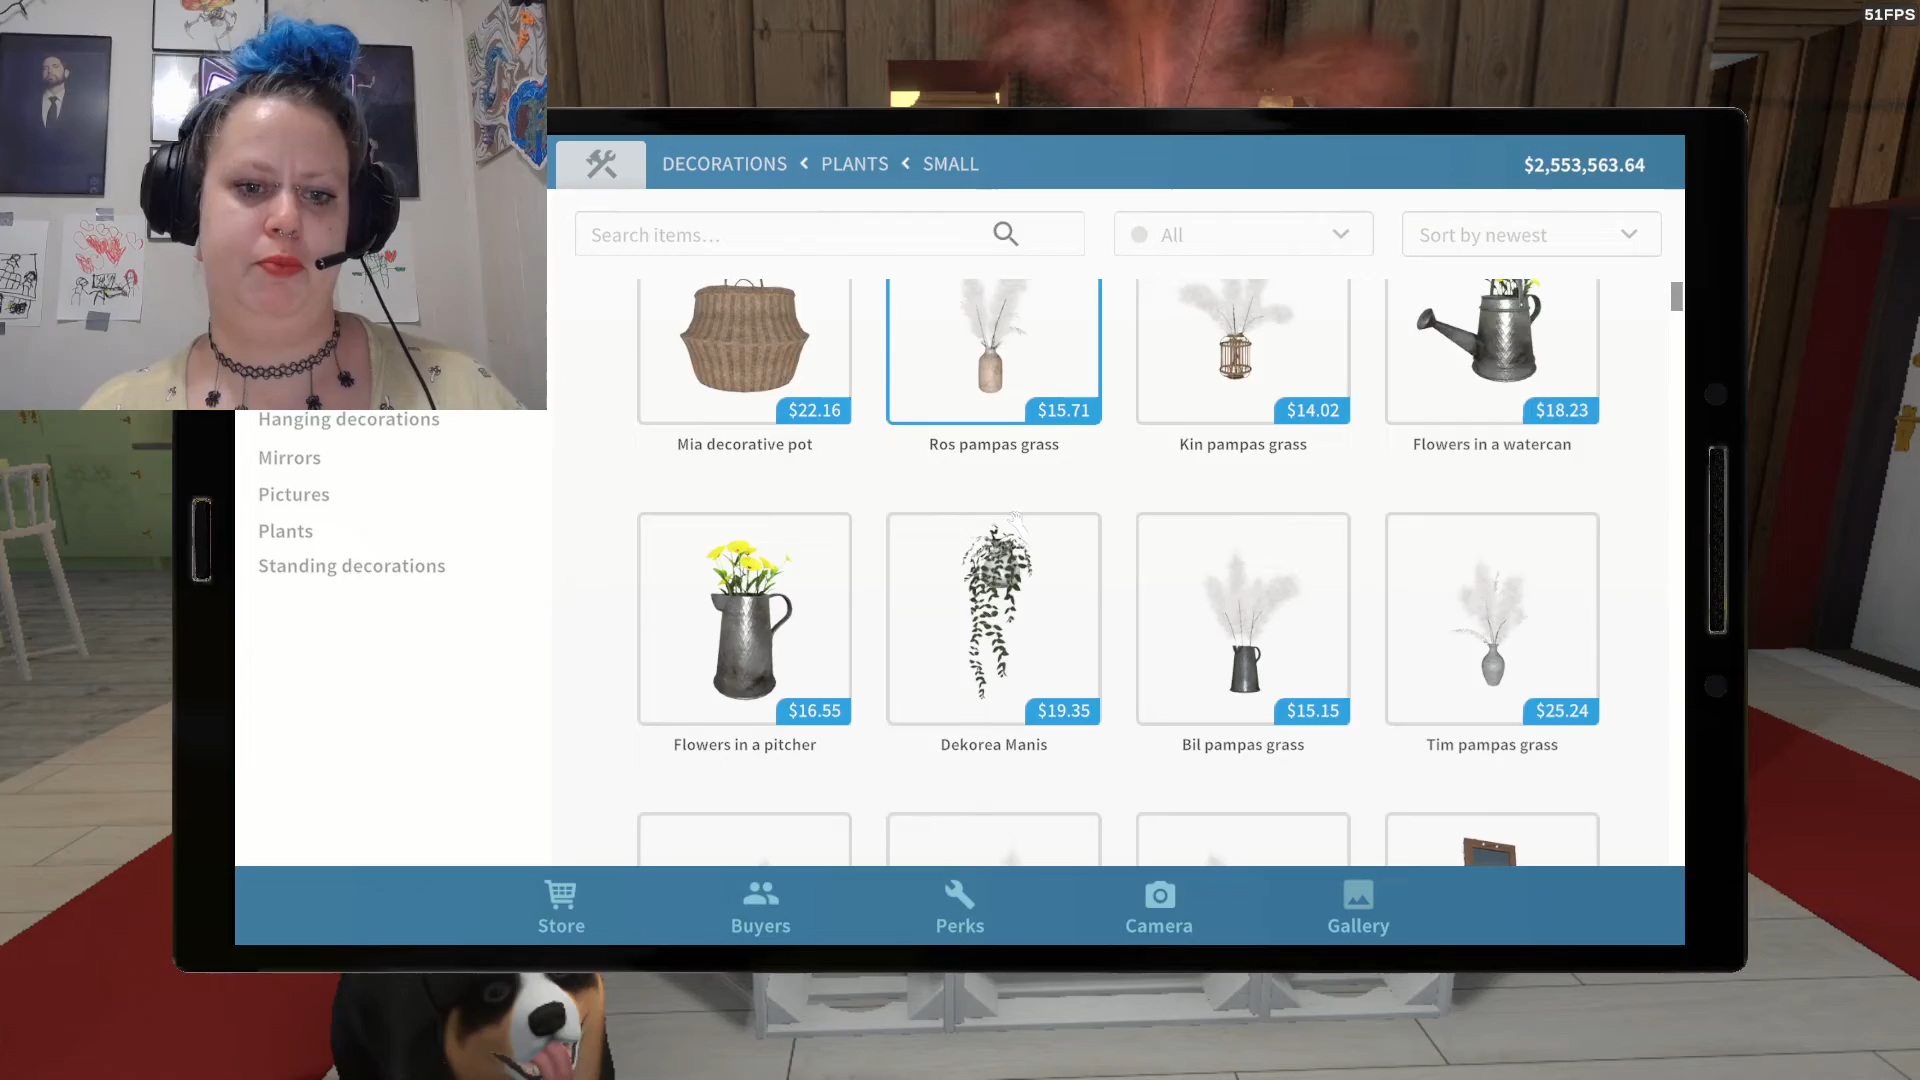 51FPS
DECORATIONS < PLANTS < SMALL
$2,553,563.64
Search items...
All
Sort by newest
$22.16
$15.71
$14.02
$18.23
Mia decorative pot
Ros pampas grass
Kin pampas grass
Flowers in a watercan
Hanging decorations
Mirrors
Pictures
Plants
Standing decorations
$16.55
$19.35
$15.15
$25.24
Flowers in a pitcher
Dekorea Manis
Bil pampas grass
Tim pampas grass
Store
Buyers
Perks
Camera
Gallery